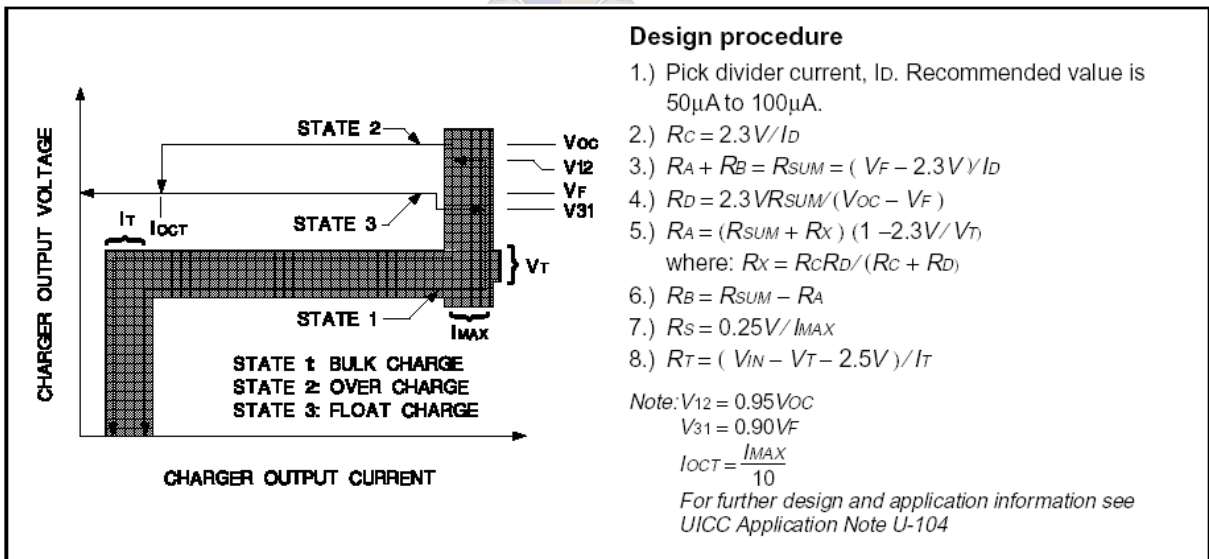 CHARGER OUTPUT VOLTAGE
STATE 2
VOC
V12
VF
V31
IT
IOCT
STATE 3
VT
STATE 1
IMAX
STATE 1: BULK CHARGE
STATE 2: OVER CHARGE
STATE 3: FLOAT CHARGE
CHARGER OUTPUT CURRENT
Design procedure
1.) Pick divider current, ID. Recommended value is
50µA to 100µA.
2.) RC = 2.3V/ID
3.) RA + RB = RSUM = ( VF – 2.3V)/ID
4.) RD = 2.3VRSUM/(VOC – VF )
5.) RA = (RSUM + RX ) (1 –2.3V/VT)
where: RX = RCRD/(RC + RD)
6.) RB = RSUM – RA
7.) RS = 0.25V/IMAX
8.) RT = ( VIN – VT – 2.5V )/IT
Note: V12 = 0.95VOC
V31 = 0.90VF
IOCT = IMAX/10
For further design and application information see
UICC Application Note U-104